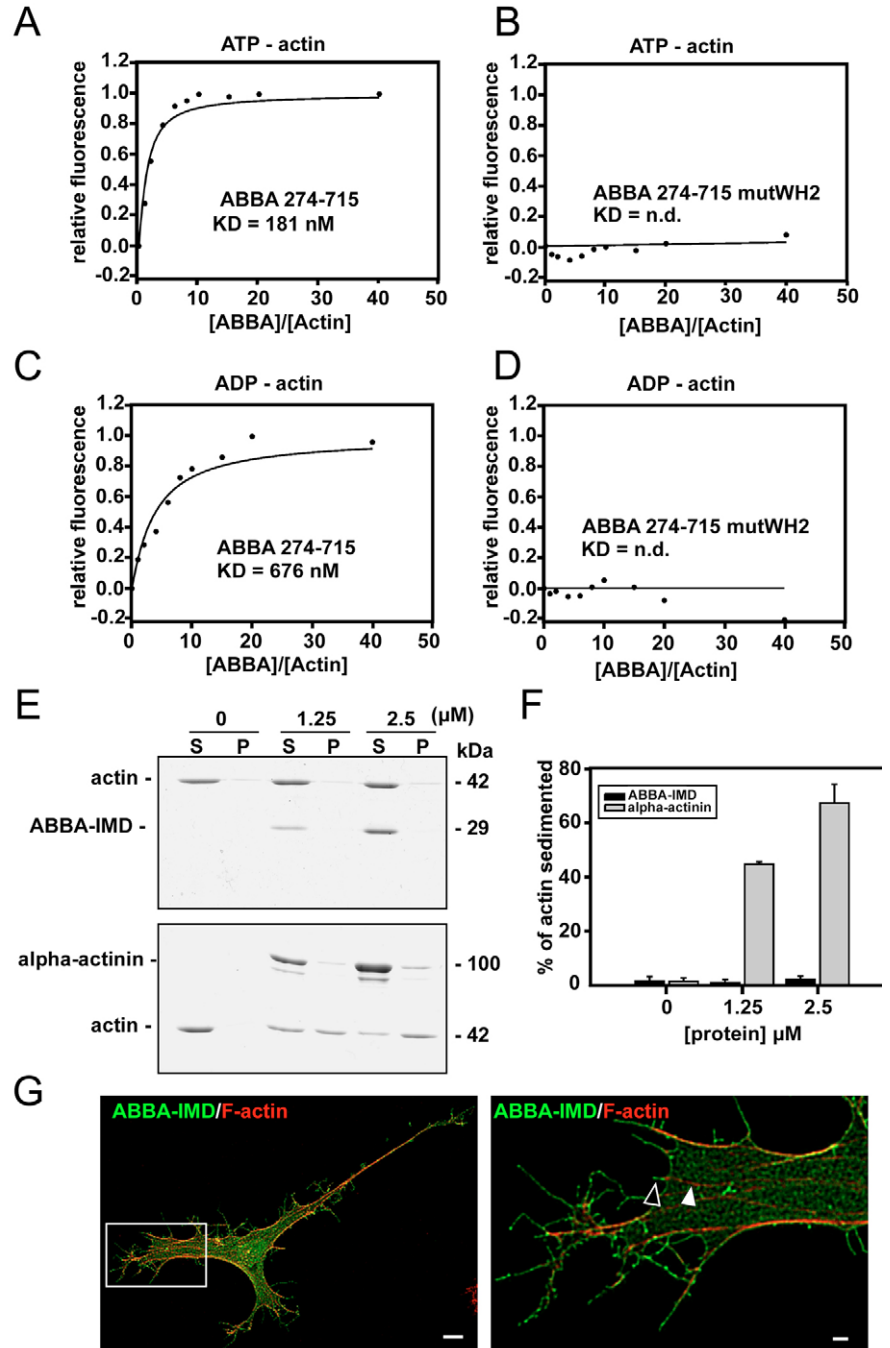 A
ATP - actin
relative fluorescence
1.2
1.0
0.8
0.6
0.4
0.2
0.0
-0.2
ABBA 274-715
KD = 181 nM
0 10 20 30 40 50
[ABBA]/[Actin]
B
ATP - actin
relative fluorescence
1.2
1.0
0.8
0.6
0.4
0.2
0.0
-0.2
ABBA 274-715 mutWH2
KD = n.d.
0 10 20 30 40 50
[ABBA]/[Actin]
C
ADP - actin
relative fluorescence
1.2
1.0
0.8
0.6
0.4
0.2
0.0
-0.2
ABBA 274-715
KD = 676 nM
0 10 20 30 40 50
[ABBA]/[Actin]
D
ADP - actin
relative fluorescence
1.2
1.0
0.8
0.6
0.4
0.2
0.0
-0.2
ABBA 274-715 mutWH2
KD = n.d.
0 10 20 30 40 50
[ABBA]/[Actin]
E
0 1.25 2.5 (µM)
S P S P S P kDa
actin - - 42
ABBA-IMD - - 29
alpha-actinin - - 100
actin - - 42
F
% of actin sedimented
80
60
40
20
0
ABBA-IMD
alpha-actinin
0 1.25 2.5
[protein] µM
G
ABBA-IMD/F-actin
ABBA-IMD/F-actin